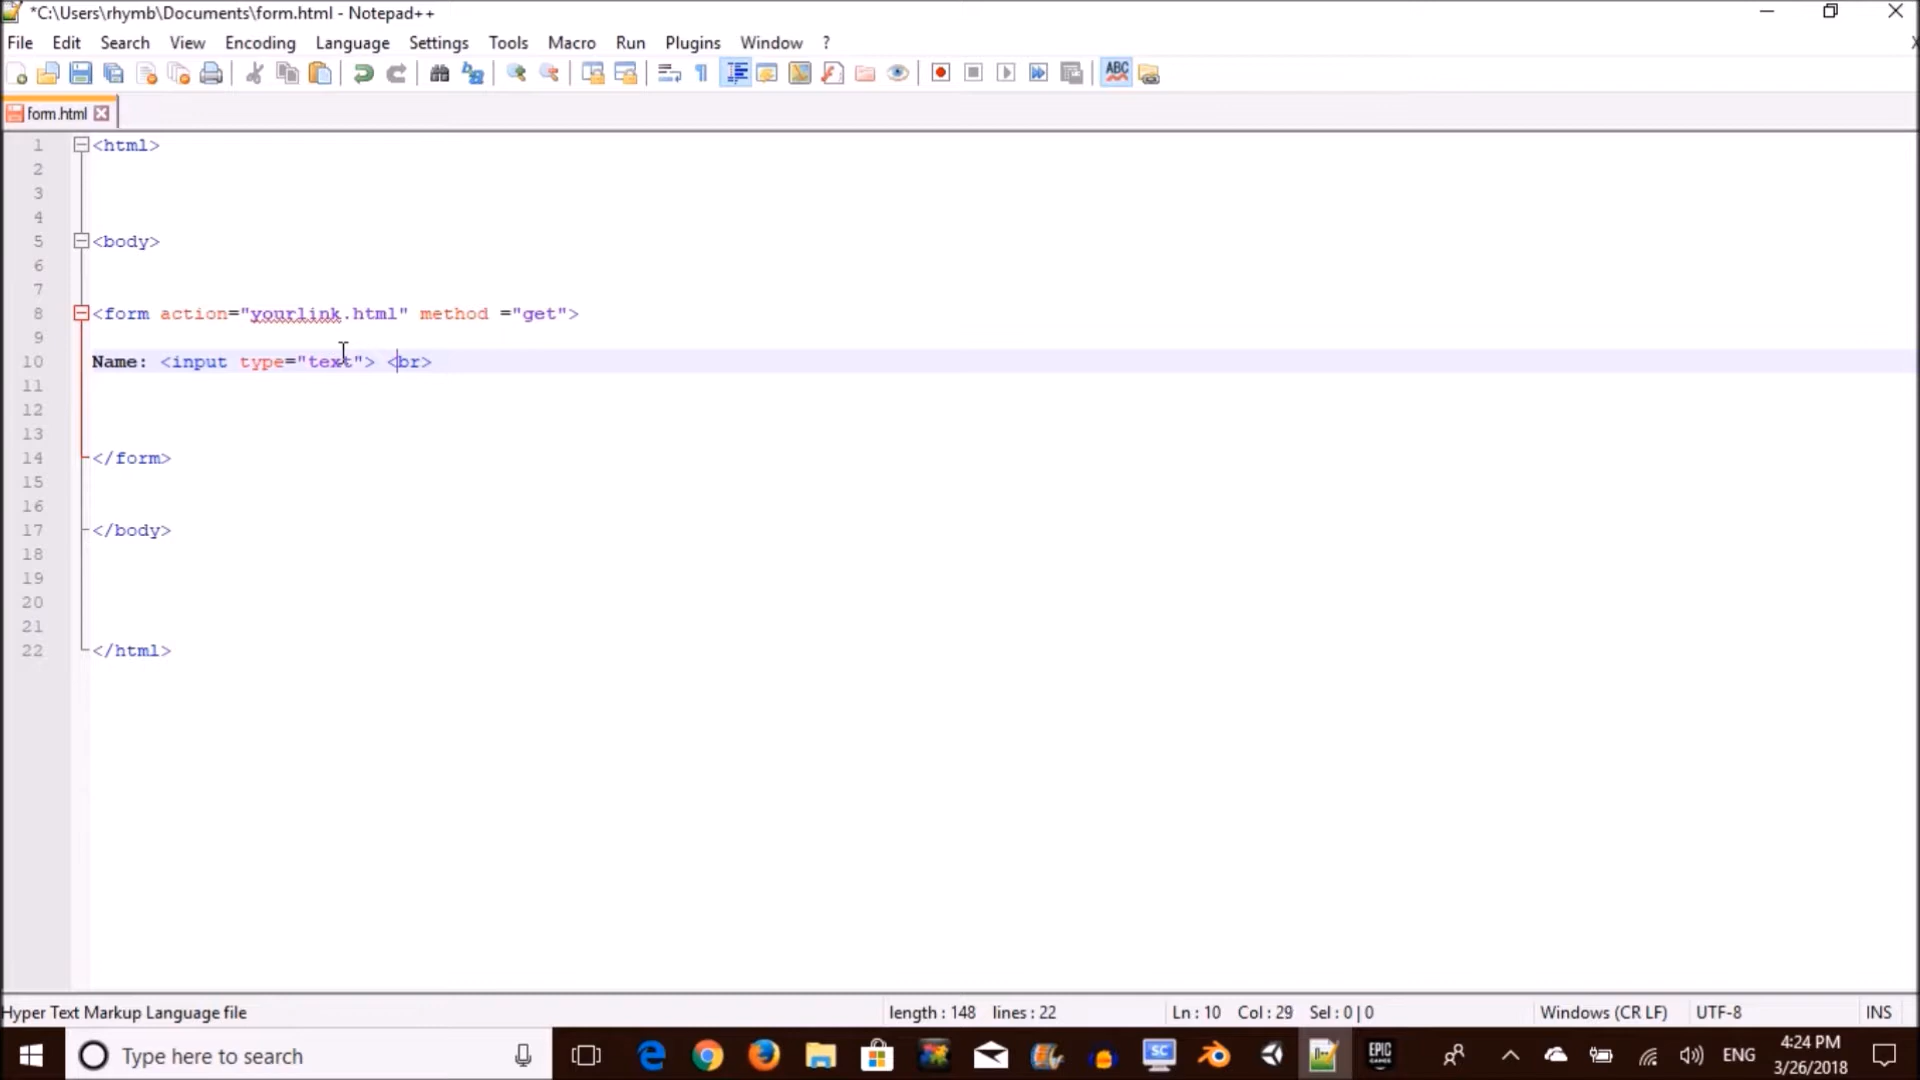 *C:\Users\rhymb\Documents\form.html - Notepad++
File Edit Search View Encoding Language Settings Tools Macro Run Plugins Window ?
ABC
form.html
1 <html>
2
3
4
5 <body>
6
7
8 <form action="yourlink.html" method ="get">
9
10 Name: <input type="text"> <br>
11
12
13
14 </form>
15
16
17 </body>
18
19
20
21
22 </html>
Hyper Text Markup Language file length : 148 lines : 22 Ln : 10 Col : 29 Sel : 0 | 0 Windows (CR LF) UTF-8 INS
Type here to search SC EPIC GAMES ENG 4:24 PM
3/26/2018